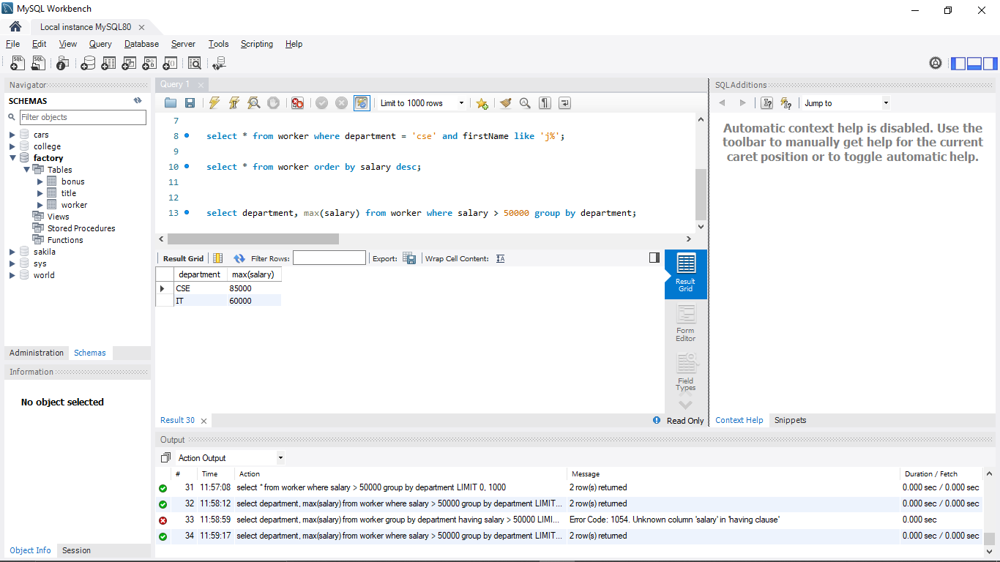 MySQL Workbench
Local instance MySQL80
File Edit View Query Database Server Tools Scripting Help
Navigator
SCHEMAS
Filter objects
cars
college
factory
Tables
bonus
title
worker
Views
Stored Procedures
Functions
sakila
sys
world
Administration Schemas
Information
No object selected
Object Info Session
Query 1
Limit to 1000 rows
7
8 select * from worker where department = 'cse' and firstName like 'j%';
9
10 select * from worker order by salary desc;
11
12
13 select department, max(salary) from worker where salary > 50000 group by department;
Result Grid Filter Rows: Export: Wrap Cell Content:
department max(salary)
CSE 85000
IT 60000
Result Grid
Form Editor
Field Types
Result 30
Read Only
SQLAdditions
Jump to
Automatic context help is disabled. Use the
toolbar to manually get help for the current
caret position or to toggle automatic help.
Context Help Snippets
Output
Action Output
# Time Action Message Duration / Fetch
31 11:57:08 select * from worker where salary > 50000 group by department LIMIT 0, 1000 2 row(s) returned 0.000 sec / 0.000 sec
32 11:58:12 select department, max(salary) from worker where salary > 50000 group by department LIMIT... 2 row(s) returned 0.000 sec / 0.000 sec
33 11:58:59 select department, max(salary) from worker group by department having salary > 50000 LIMI... Error Code: 1054. Unknown column 'salary' in 'having clause' 0.000 sec
34 11:59:17 select department, max(salary) from worker where salary > 50000 group by department LIMIT... 2 row(s) returned 0.000 sec / 0.000 sec